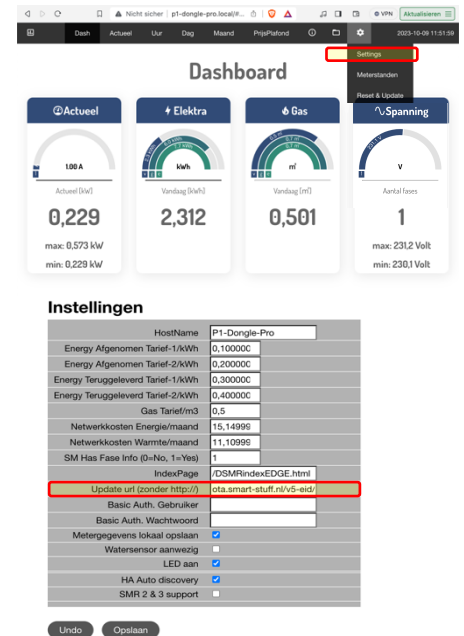 Nicht sicher p1-dongle-pro.local/#... VPN Aktualisieren
Dash Actueel Uur Dag Maand PrijsPlafond 2023-10-09 11:51:59
Settings
Meterstanden
Reset & Update
Dashboard
Actueel Elektra Gas Spanning
1.00 A kWh m³ V
Actueel [kW] Vandaag [kWh] Vandaag [m³] Aantal fases
0,229 2,312 0,501 1
max: 0,573 kW max: 231,2 Volt
min: 0,229 kW min: 230,1 Volt
Instellingen
HostName P1-Dongle-Pro
Energy Afgenomen Tarief-1/kWh 0,100000
Energy Afgenomen Tarief-2/kWh 0,200000
Energy Teruggeleverd Tarief-1/kWh 0,300000
Energy Teruggeleverd Tarief-2/kWh 0,400000
Gas Tarief/m3 0,5
Netwerkkosten Energie/maand 15,14999
Netwerkkosten Warmte/maand 11,10999
SM Has Fase Info (0=No, 1=Yes) 1
IndexPage /DSMRindexEDGE.html
Update url (zonder http://) ota.smart-stuff.nl/v5-eid/
Basic Auth. Gebruiker
Basic Auth. Wachtwoord
Metergegevens lokaal opslaan
Watersensor aanwezig
LED aan
HA Auto discovery
SMR 2 & 3 support
Undo Opslaan